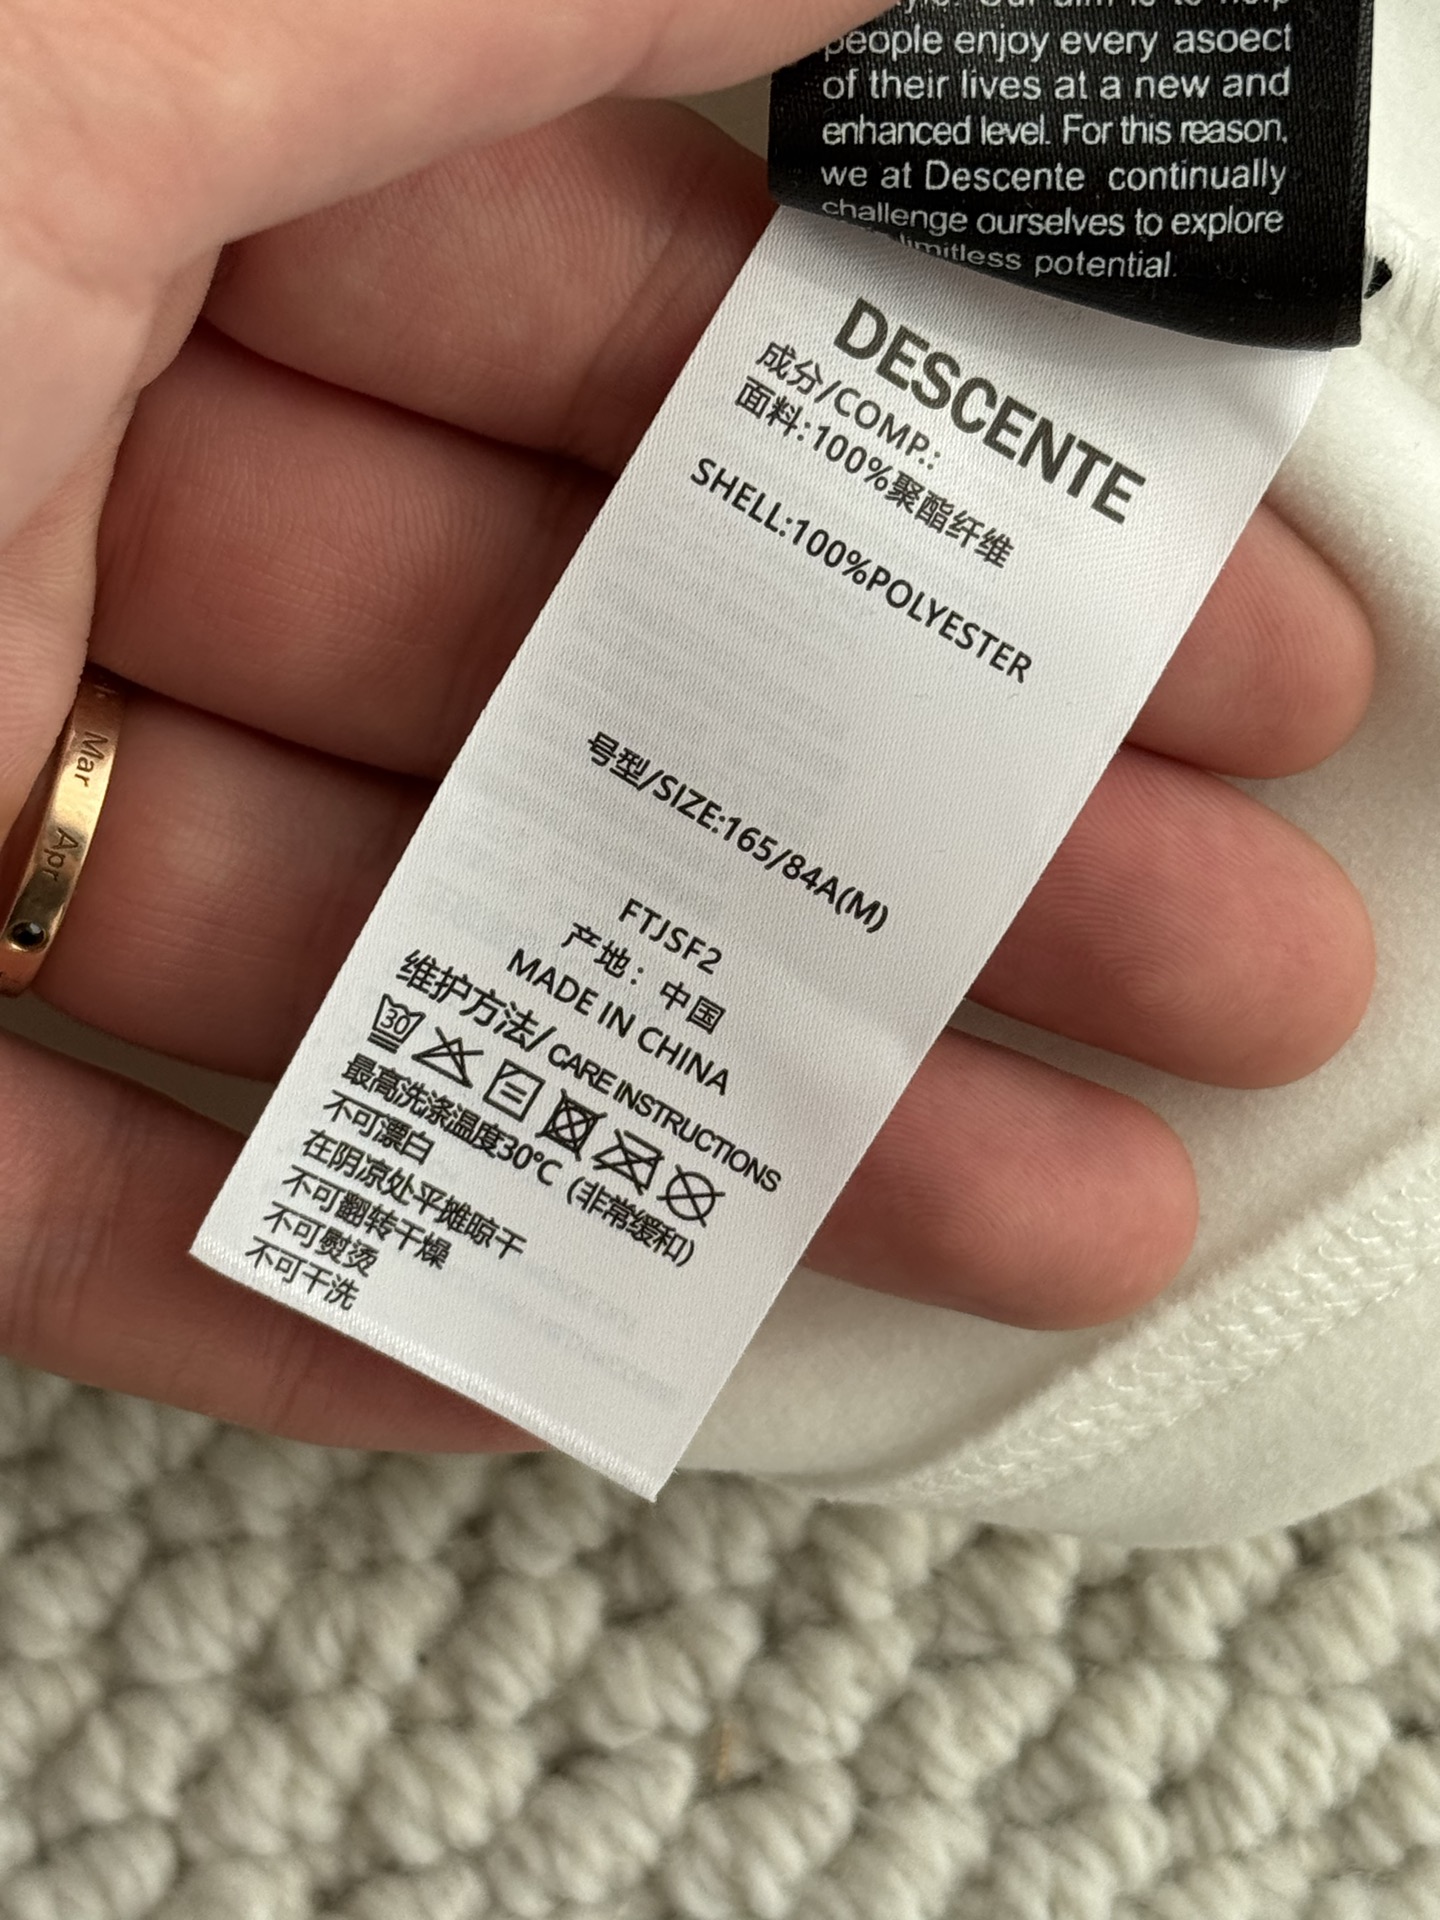 people enjoy every asoect
of their lives at a new and
enhanced level. For this reason,
we at Descente continually
challenge ourselves to explore
limitless potential.
DESCENTE
成分/COMP.:
面料:100%聚酯纤维
SHELL:100%POLYESTER
号型/SIZE:165/84A(M)
FTJSF2
产地：中国
MADE IN CHINA
维护方法/ CARE INSTRUCTIONS
30
最高洗涤温度30℃（非常缓和）
不可漂白
在阴凉处平摊晾干
不可翻转干燥
不可熨烫
不可干洗
Mar Apr